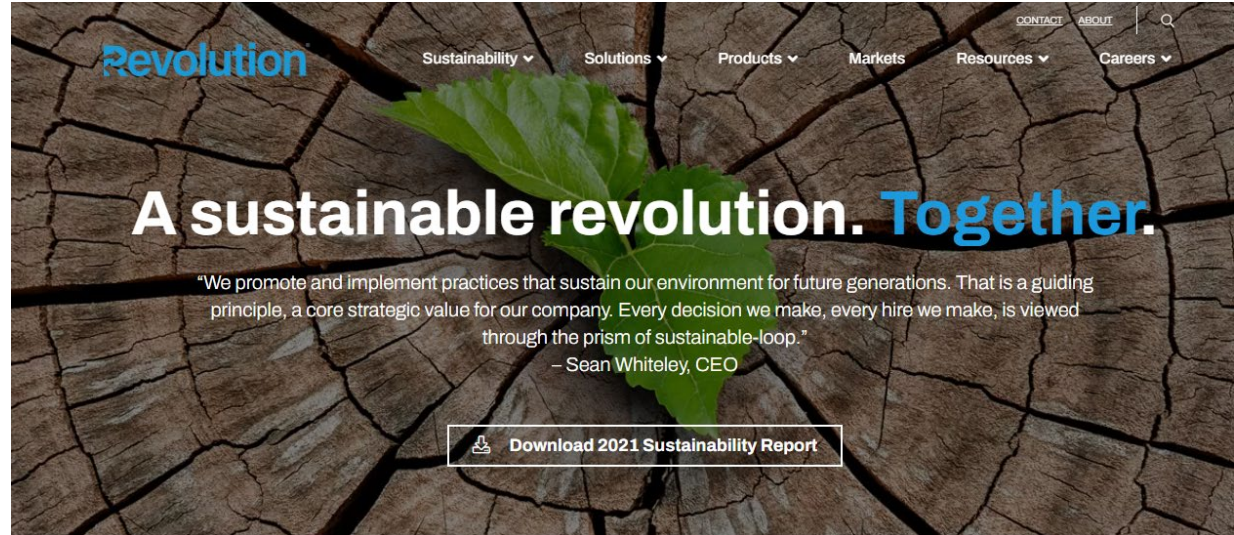 CONTACT ABOUT
Revolution
Sustainability Solutions Products Markets Resources Careers
A sustainable revolution. Together.
“We promote and implement practices that sustain our environment for future generations. That is a guiding
principle, a core strategic value for our company. Every decision we make, every hire we make, is viewed
through the prism of sustainable-loop.”
– Sean Whiteley, CEO
Download 2021 Sustainability Report